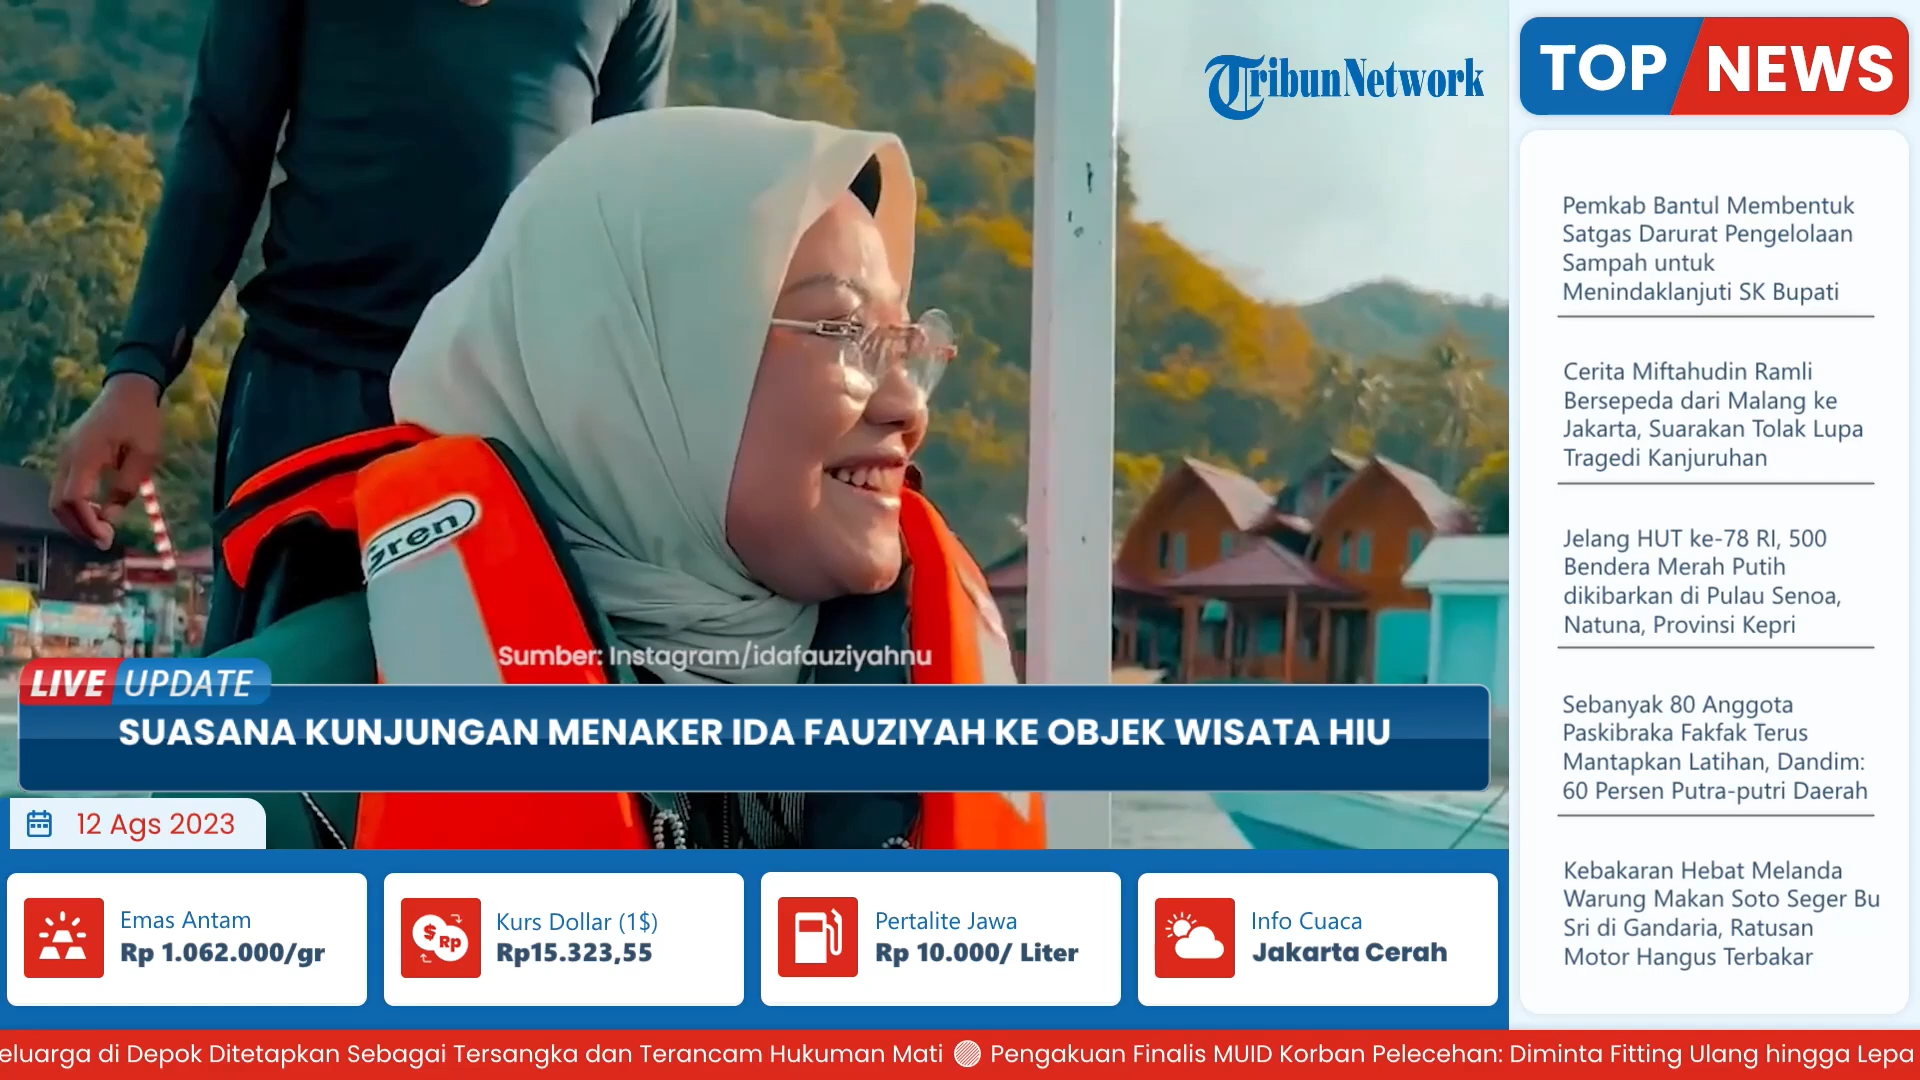 TribunNetwork
TOP NEWS
Pemkab Bantul Membentuk
Satgas Darurat Pengelolaan
Sampah untuk
Menindaklanjuti SK Bupati
Cerita Miftahudin Ramli
Bersepeda dari Malang ke
Jakarta, Suarakan Tolak Lupa
Tragedi Kanjuruhan
Jelang HUT ke-78 RI, 500
Bendera Merah Putih
dikibarkan di Pulau Senoa,
Natuna, Provinsi Kepri
Sebanyak 80 Anggota
Paskibraka Fakfak Terus
Mantapkan Latihan, Dandim:
60 Persen Putra-putri Daerah
Kebakaran Hebat Melanda
Warung Makan Soto Seger Bu
Sri di Gandaria, Ratusan
Motor Hangus Terbakar
Gren
Sumber: Instagram/idafauziyahnu
LIVE UPDATE
SUASANA KUNJUNGAN MENAKER IDA FAUZIYAH KE OBJEK WISATA HIU
12 Ags 2023
Emas Antam
Rp 1.062.000/gr
$ Rp
Kurs Dollar (1$)
Rp15.323,55
Pertalite Jawa
Rp 10.000/ Liter
Info Cuaca
Jakarta Cerah
eluarga di Depok Ditetapkan Sebagai Tersangka dan Terancam Hukuman Mati Pengakuan Finalis MUID Korban Pelecehan: Diminta Fitting Ulang hingga Lepa